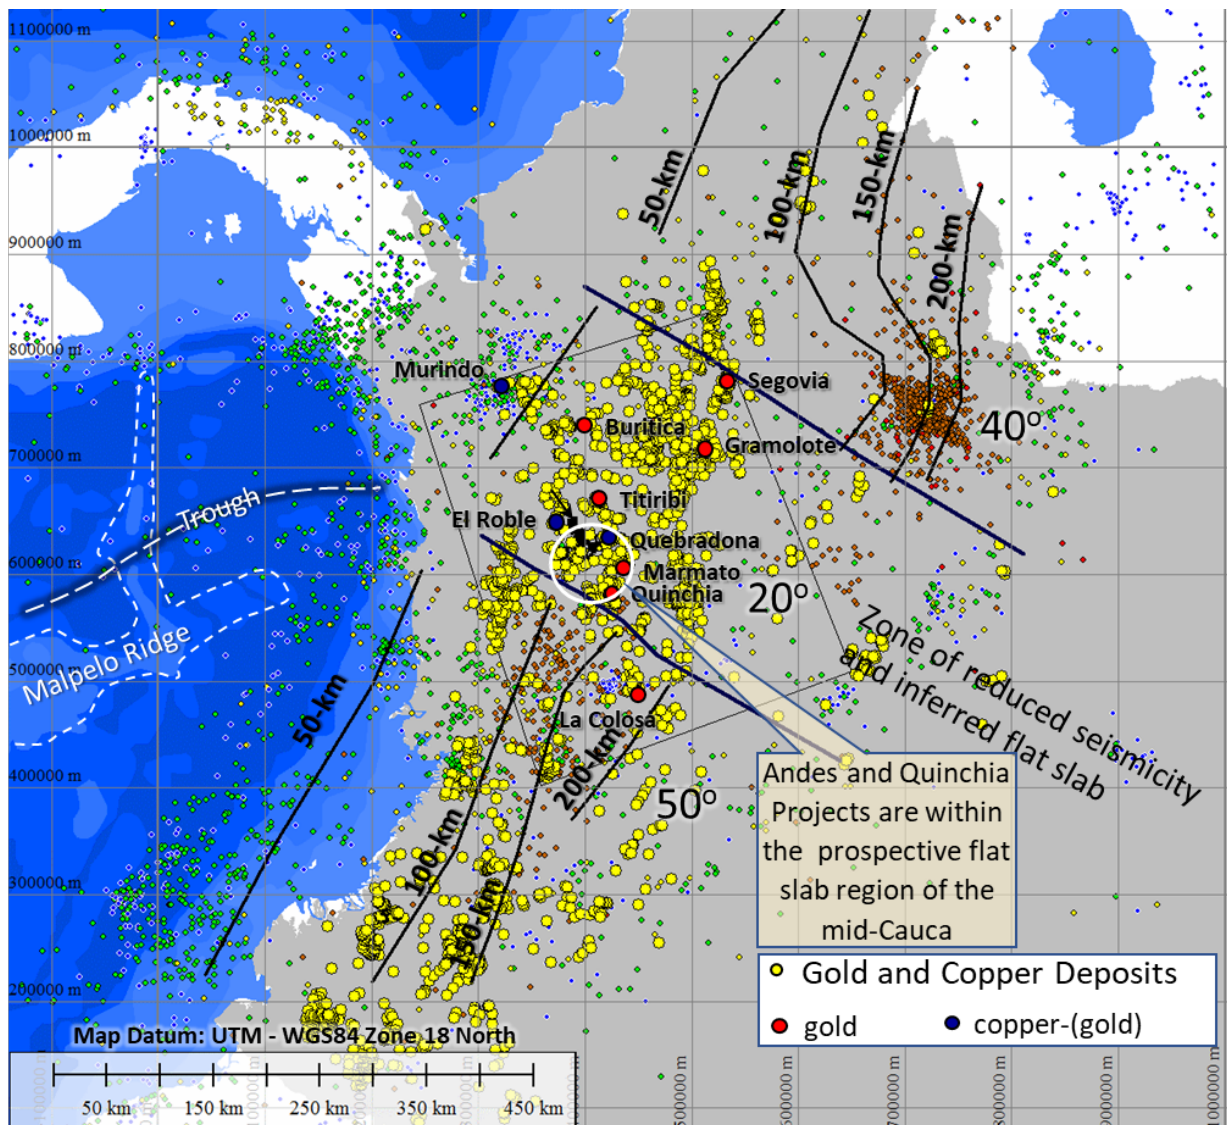 1100000 m
1000000 m
900000 m
800000 m
700000 m
600000 m
500000 m
400000 m
300000 m
200000 m
50-km
100-km
150-km
200-km
Murindo
Segovia
Buritica
Gramolote
40°
Titiribi
El Roble
Quebradona
Marmato
Quinchia
20°
Trough
Malpelo Ridge
Zone of reduced seismicity
and inferred flat slab
50-km
La Colosa
200-km
50°
100-km
150-km
Andes and Quinchia
Projects are within
the prospective flat
slab region of the
mid-Cauca
Gold and Copper Deposits
gold
copper-(gold)
Map Datum: UTM - WGS84 Zone 18 North
50 km
150 km
250 km
350 km
450 km